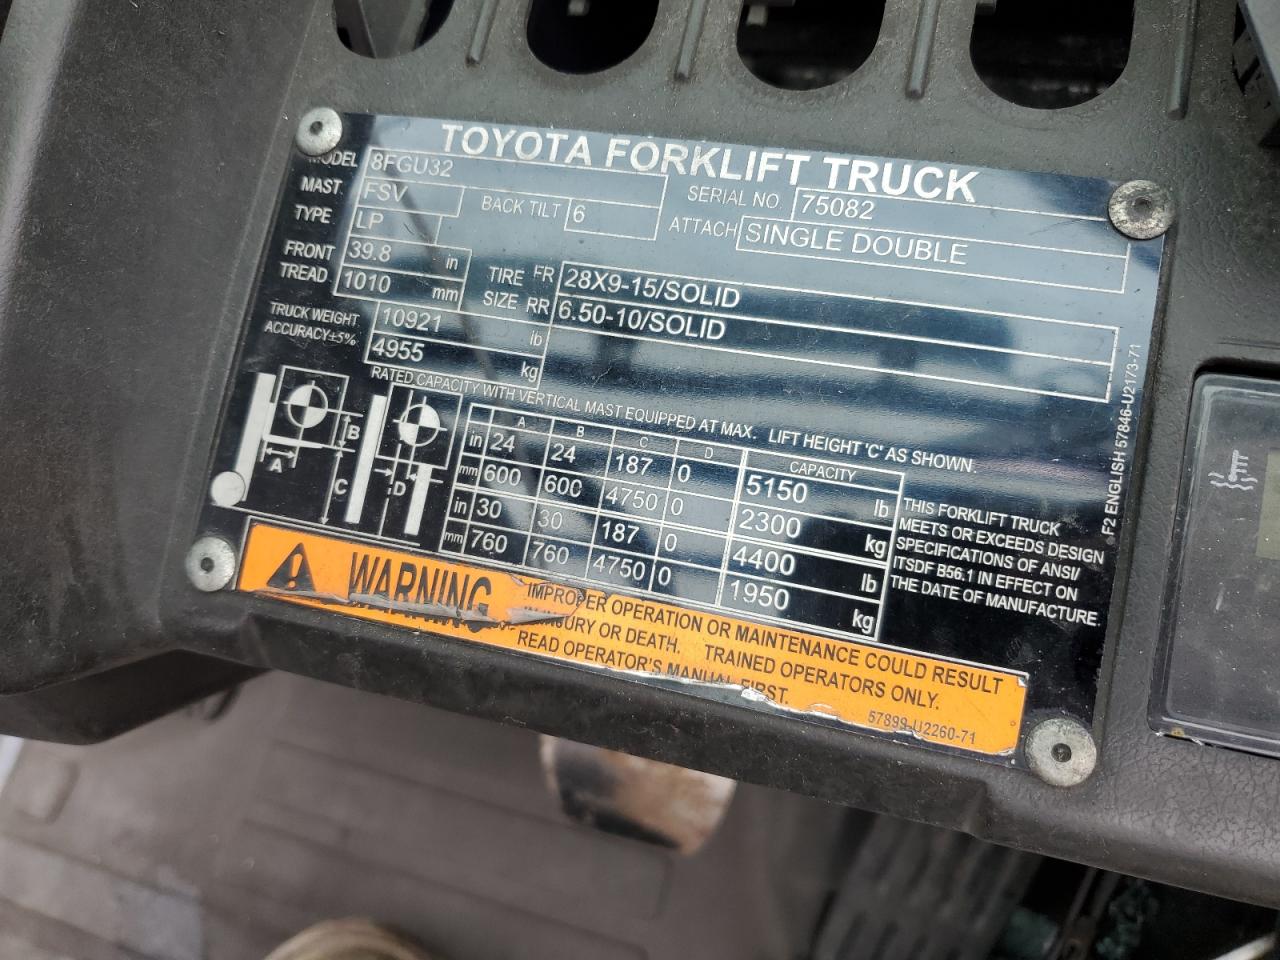 TOYOTA FORKLIFT TRUCK
MODEL 8FGU32
SERIAL NO. 75082
MAST. FSV BACK TILT 6 ATTACH SINGLE DOUBLE
TYPE LP
FRONT TREAD 39.8 in
1010 mm
TIRE SIZE FR 28X9-15/SOLID
RR 6.50-10/SOLID
TRUCK WEIGHT 10921 lb
ACCURACY±5% 4955 kg
RATED CAPACITY WITH VERTICAL MAST EQUIPPED AT MAX. LIFT HEIGHT 'C' AS SHOWN.
A B C D CAPACITY
in 24 24 187 0 5150 lb
mm 600 600 4750 0 2300 kg
in 30 30 187 0 4400 lb
mm 760 760 4750 0 1950 kg
A B C D
THIS FORKLIFT TRUCK
MEETS OR EXCEEDS DESIGN
SPECIFICATIONS OF ANSI/
ITSDF B56.1 IN EFFECT ON
THE DATE OF MANUFACTURE.
F2 ENGLISH 57846-U2173-71
WARNING
IMPROPER OPERATION OR MAINTENANCE COULD RESULT
OR DEATH. TRAINED OPERATORS ONLY.
READ OPERATOR'S MANUAL FIRST.
57899-U2260-71